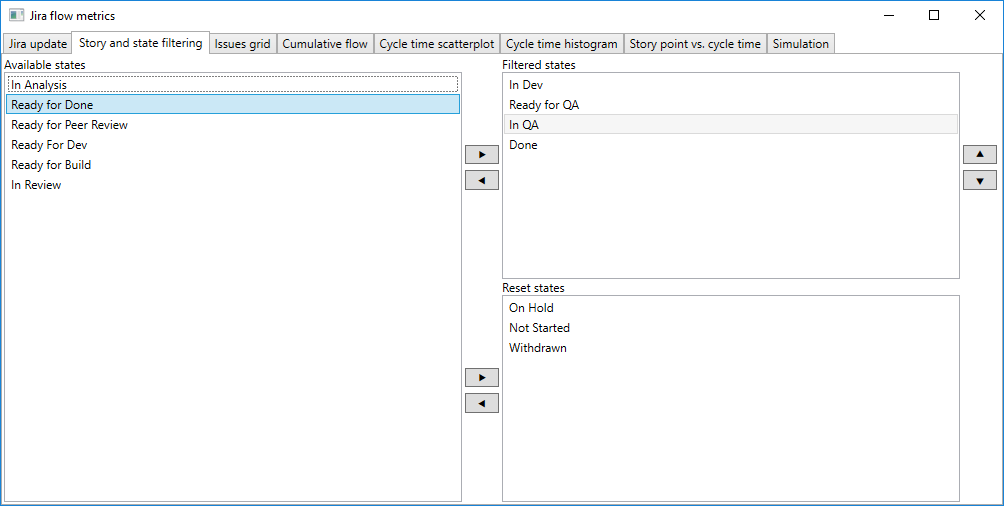 Jira flow metrics
Jira update
Story and state filtering
Issues grid
Cumulative flow
Cycle time scatterplot
Cycle time histogram
Story point vs. cycle time
Simulation
Available states
In Analysis
Ready for Done
Ready for Peer Review
Ready For Dev
Ready for Build
In Review
Filtered states
In Dev
Ready for QA
In QA
Done
Reset states
On Hold
Not Started
Withdrawn